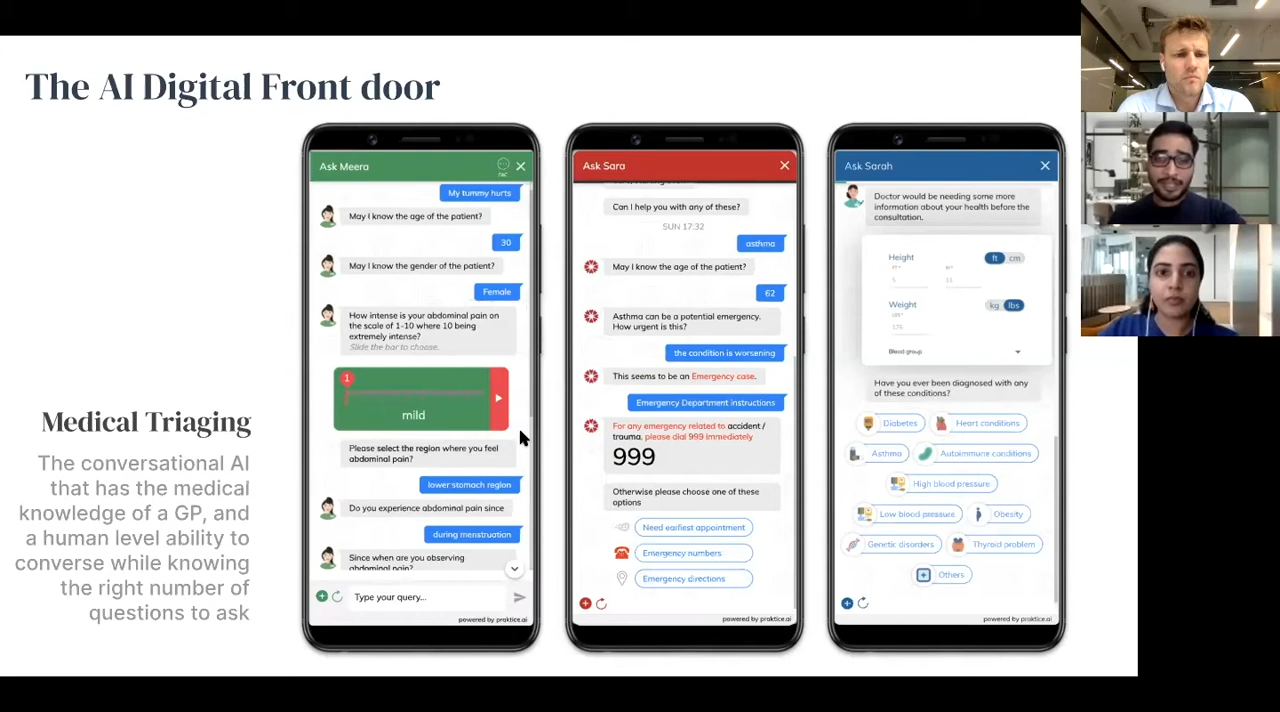 The AI Digital Front door
Medical Triaging
The conversational AI
that has the medical
knowledge of a GP, and
a human level ability to
converse while knowing
the right number of
questions to ask
Ask Meera
My tummy hurts
May I know the age of the patient?
30
May I know the gender of the patient?
Female
How intense is your abdominal pain on
the scale of 1-10 where 10 being
extremely intense?
Slide the bar to choose.
1
mild
Please select the region where you feel
abdominal pain?
lower stomach region
Do you experience abdominal pain since
during menstruation
Since when are you observing
abdominal pain?
Type your query...
powered by praktice.ai
Ask Sara
Can I help you with any of these?
SUN 17:32
asthma
May I know the age of the patient?
62
Asthma can be a potential emergency.
How urgent is this?
the condition is worsening
This seems to be an Emergency case.
Emergency Department instructions
For any emergency related to accident /
trauma, please dial 999 immediately
999
Otherwise please choose one of these
options
Need earliest appointment
Emergency numbers
Emergency directions
powered by praktice.ai
Ask Sarah
Doctor would be needing some more
information about your health before the
consultation.
Height
ft cm
5 11
Weight
kg lbs
175
Blood group
Have you ever been diagnosed with any
of these conditions?
Diabetes
Heart conditions
Asthma
Autoimmune conditions
High blood pressure
Low blood pressure
Obesity
Genetic disorders
Thyroid problem
Others
powered by praktice.ai